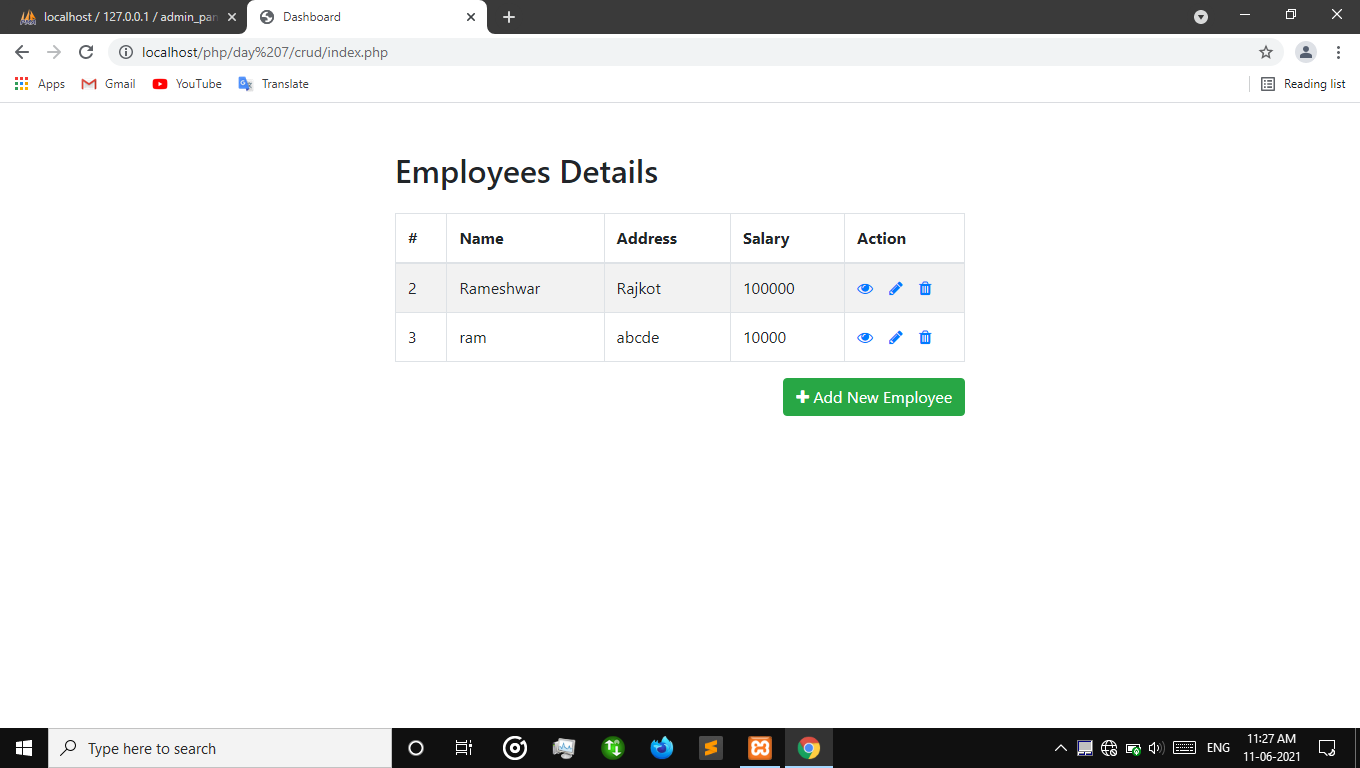 localhost / 127.0.0.1 / admin_pan
Dashboard
localhost/php/day%207/crud/index.php
Apps Gmail YouTube Translate Reading list
Employees Details
# Name Address Salary Action
2 Rameshwar Rajkot 100000
3 ram abcde 10000
Add New Employee
Type here to search
ENG
11:27 AM
11-06-2021